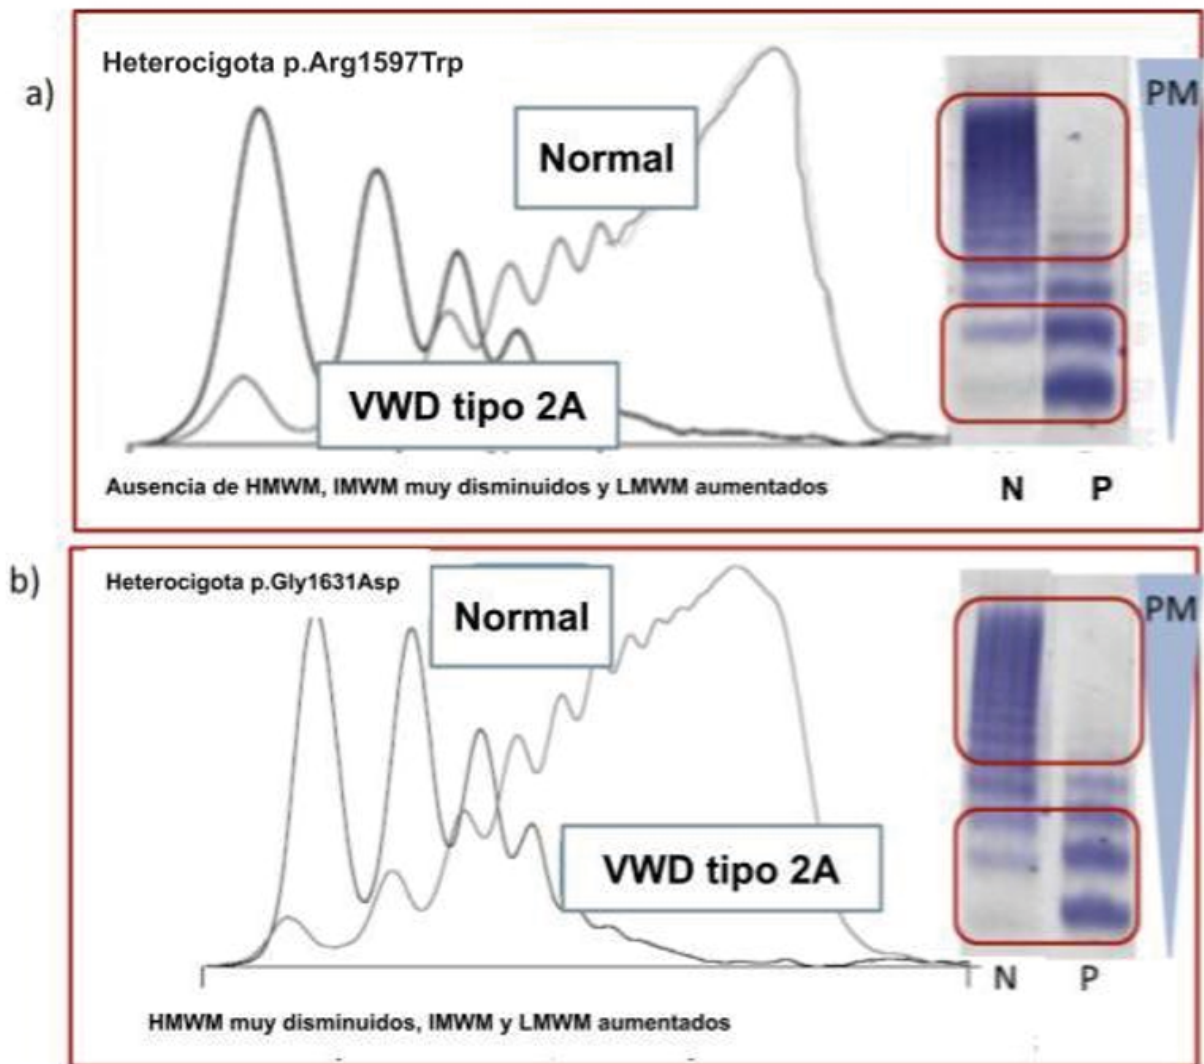 a)
Heterocigota p.Arg1597Trp
Normal
VWD tipo 2A
PM
Ausencia de HMWM, IMWM muy disminuidos y LMWM aumentados
N P
b)
Heterocigota p.Gly1631Asp
Normal
VWD tipo 2A
PM
N P
HMWM muy disminuidos, IMWM y LMWM aumentados